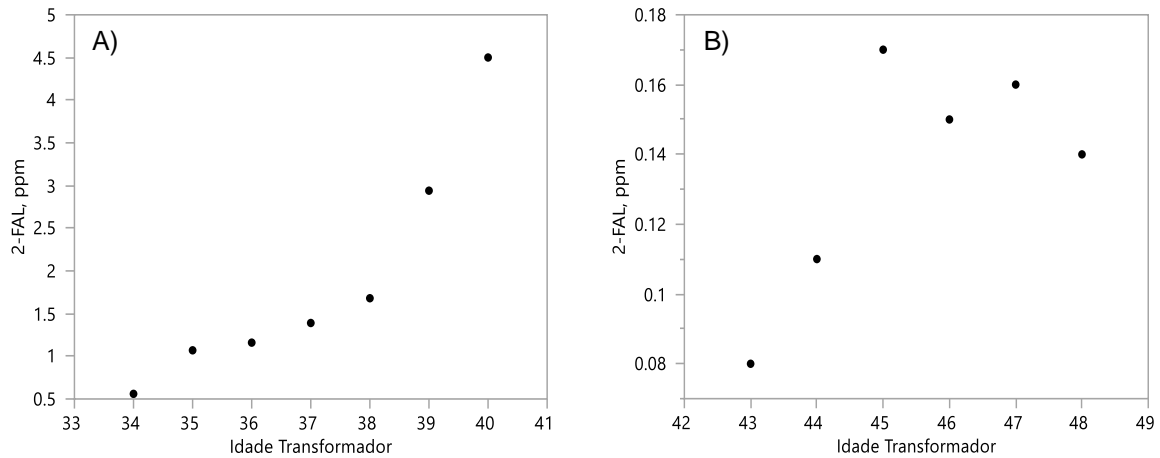 A)
5
4.5
4
3.5
3
2.5
2
1.5
1
0.5
2-FAL, ppm
33 34 35 36 37 38 39 40 41
Idade Transformador
B)
0.18
0.16
0.14
0.12
0.1
0.08
2-FAL, ppm
42 43 44 45 46 47 48 49
Idade Transformador